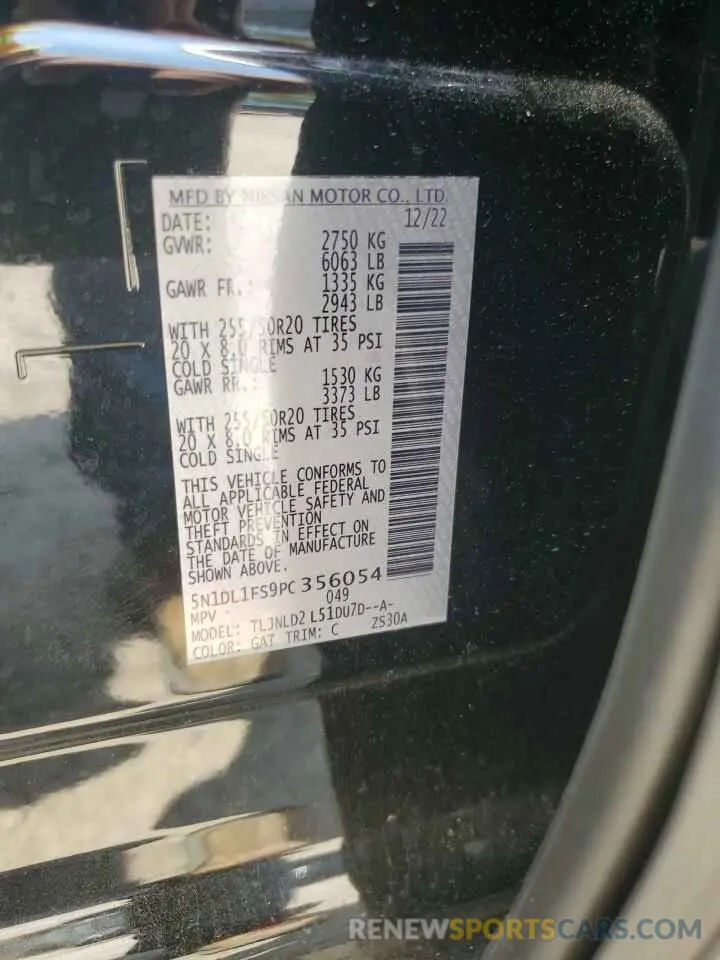 MFD BY NISSAN MOTOR CO., LTD.
DATE: 12/22
GVWR: 2750 KG
6063 LB
GAWR FR.: 1335 KG
2943 LB
WITH 255/50R20 TIRES
20 X 8.0 RIMS AT 35 PSI
COLD SINGLE
GAWR RR.: 1530 KG
3373 LB
WITH 255/50R20 TIRES
20 X 8.0 RIMS AT 35 PSI
COLD SINGLE
THIS VEHICLE CONFORMS TO
ALL APPLICABLE FEDERAL
MOTOR VEHICLE SAFETY AND
THEFT PREVENTION
STANDARDS IN EFFECT ON
THE DATE OF MANUFACTURE
SHOWN ABOVE.
5N1DL1FS9PC356054
MPV 049
MODEL: TLJNLD2 L51DU7D--A-
COLOR: GAT TRIM: C ZS30A
RENEWSPORTSCARS.COM